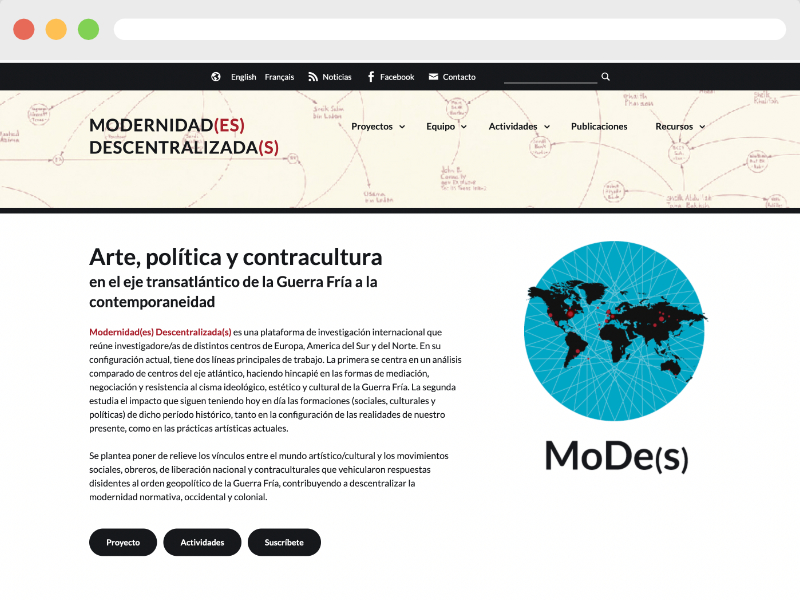 English Français Noticias Facebook Contacto
MODERNIDAD(ES)
DESCENTRALIZADA(S)
Proyectos Equipo Actividades Publicaciones Recursos
Arte, política y contracultura
en el eje transatlántico de la Guerra Fría a la
contemporaneidad
Modernidad(es) Descentralizada(s) es una plataforma de investigación internacional que
reúne investigadore/as de distintos centros de Europa, America del Sur y del Norte. En su
configuración actual, tiene dos líneas principales de trabajo. La primera se centra en un análisis
comparado de centros del eje atlántico, haciendo hincapié en las formas de mediación,
negociación y resistencia al cisma ideológico, estético y cultural de la Guerra Fría. La segunda
estudia el impacto que siguen teniendo hoy en día las formaciones (sociales, culturales y
políticas) de dicho periodo histórico, tanto en la configuración de las realidades de nuestro
presente, como en las prácticas artísticas actuales.
Se plantea poner de relieve los vínculos entre el mundo artístico/cultural y los movimientos
sociales, obreros, de liberación nacional y contraculturales que vehicularon respuestas
disidentes al orden geopolítico de la Guerra Fría, contribuyendo a descentralizar la
modernidad normativa, occidental y colonial.
Proyecto Actividades Suscríbete
MoDe(s)